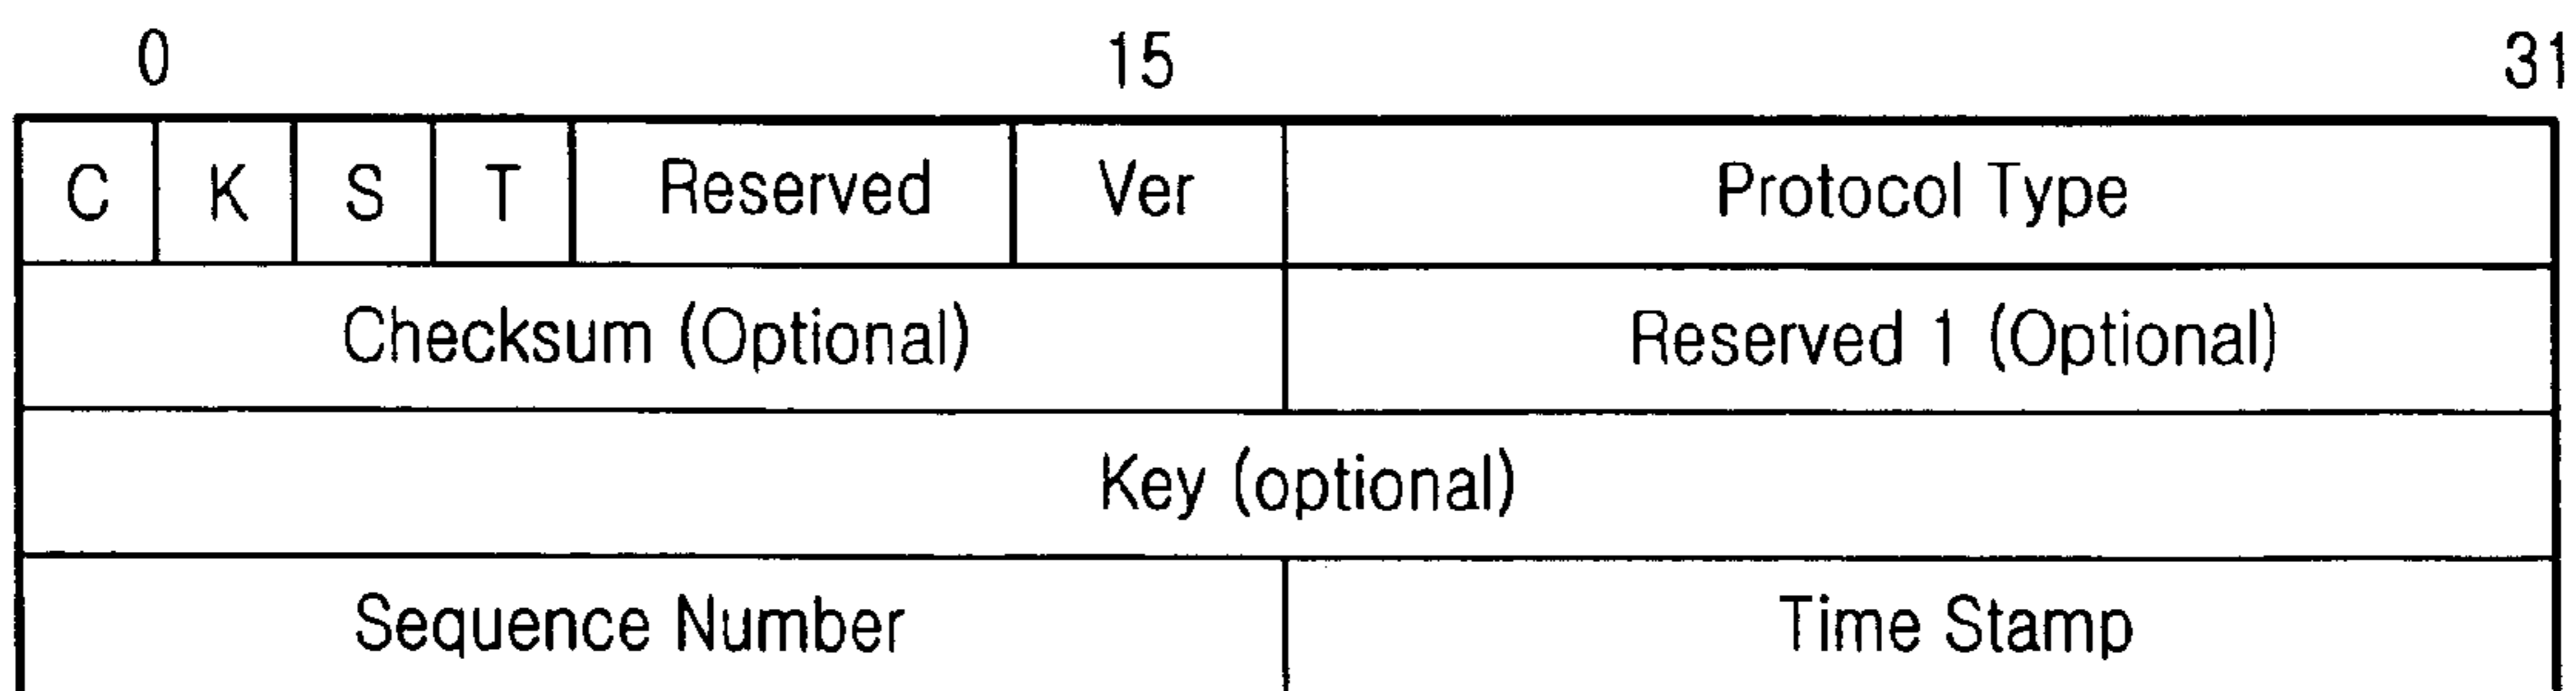 0 15 31
C K S T Reserved Ver Protocol Type
Checksum (Optional) Reserved 1 (Optional)
Key (optional)
Sequence Number Time Stamp